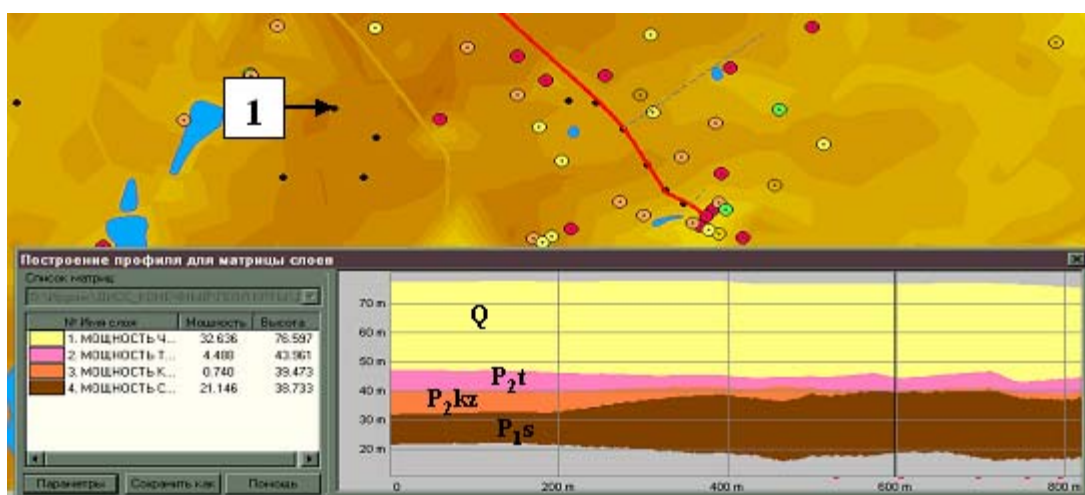 1
Построение профиля для матрицы слоев
Список матриц
№ Имя слоя Мощность Высота
1. МОЩНОСТЬ Ч... 32.636 76.597
2. МОЩНОСТЬ Т... 4.488 43.961
3. МОЩНОСТЬ К... 0.740 39.473
4. МОЩНОСТЬ С... 21.146 38.733
Параметры Сохранить как Помощь
70 m
60 m
50 m
40 m
30 m
20 m
Q
P₂t
P₂kz
P₁s
0 200 m 400 m 600 m 800 m